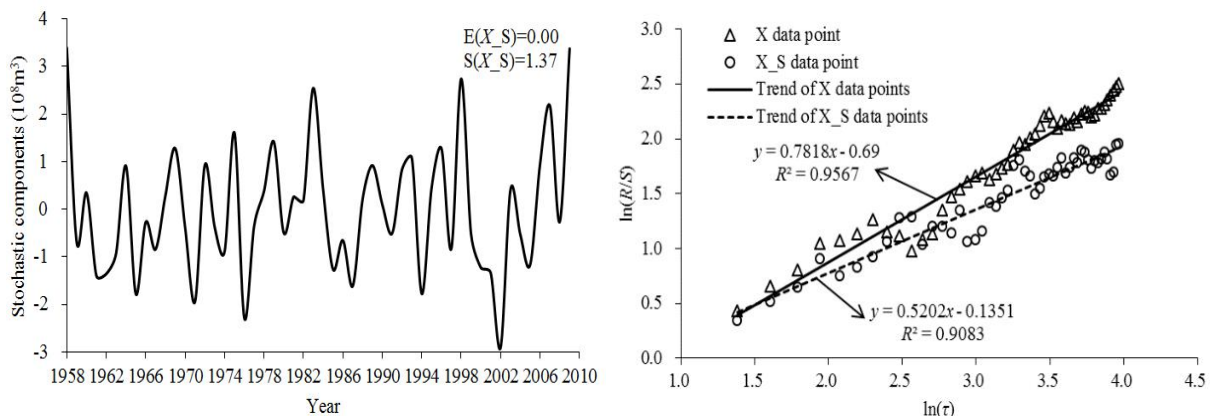 Stochastic components (10⁸m³)
4
3
2
1
0
-1
-2
-3
E(X_S)=0.00
S(X_S)=1.37
1958 1962 1966 1970 1974 1978 1982 1986 1990 1994 1998 2002 2006 2010
Year
ln(R/S)
3.0
2.5
2.0
1.5
1.0
0.5
0.0
X data point
X_S data point
Trend of X data points
Trend of X_S data points
y = 0.7818x - 0.69
R² = 0.9567
y = 0.5202x - 0.1351
R² = 0.9083
1.0 1.5 2.0 2.5 3.0 3.5 4.0 4.5
ln(τ)